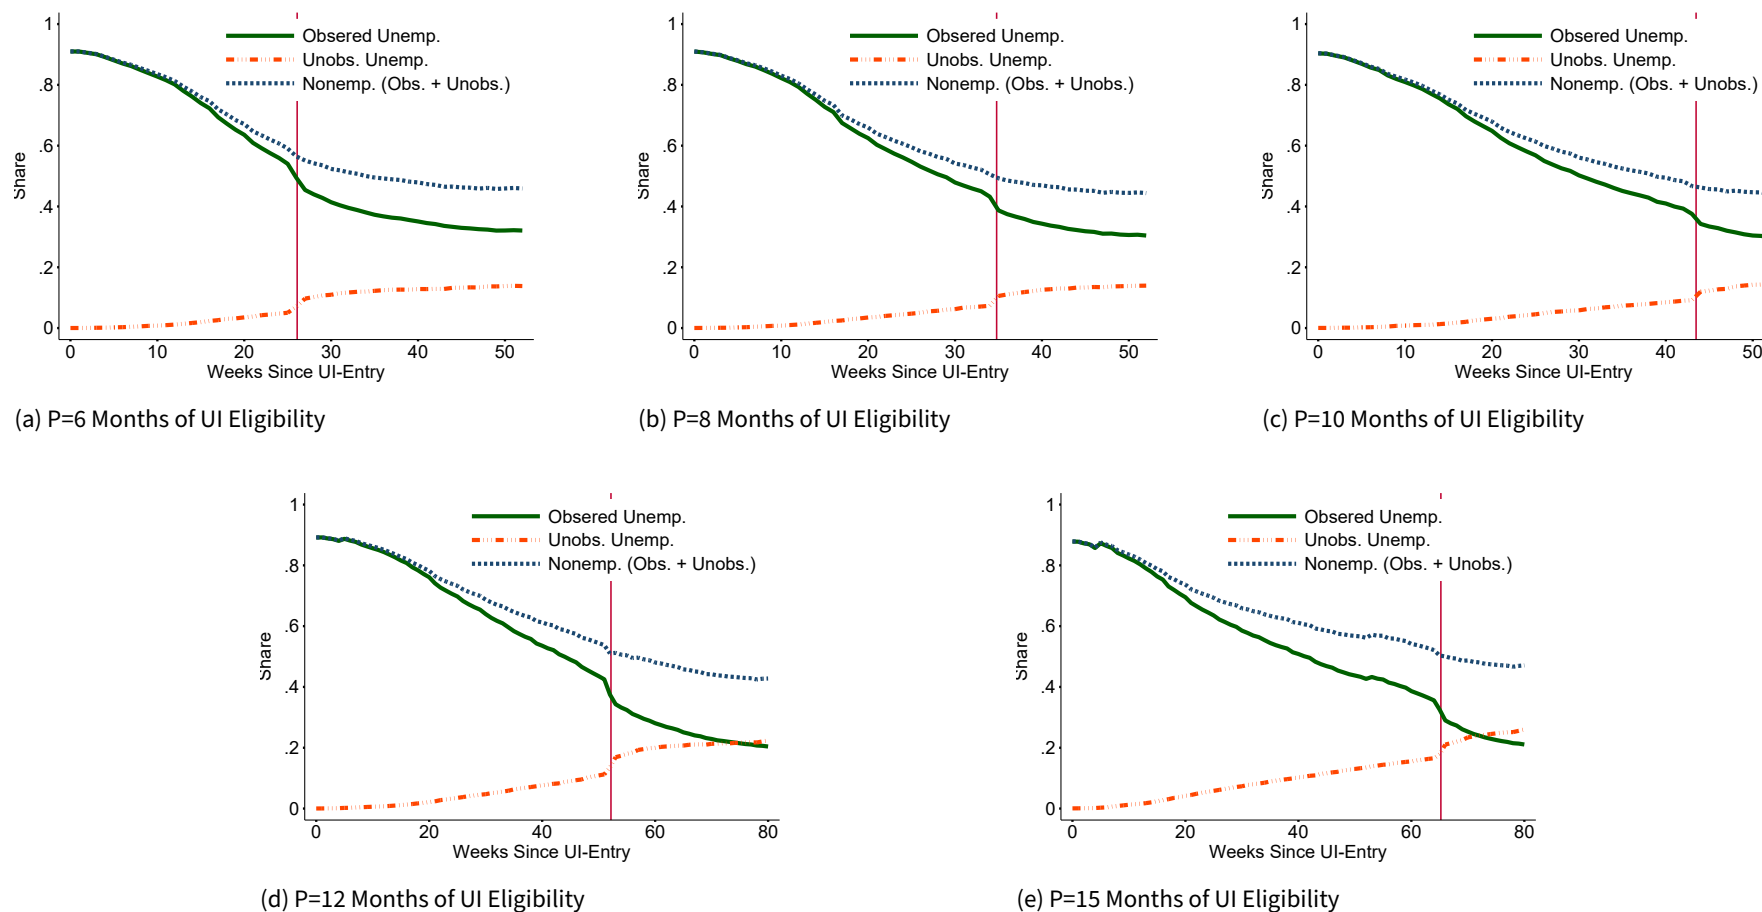 1
.8
.6
.4
.2
0
Share
Obsered Unemp.
Unobs. Unemp.
Nonemp. (Obs. + Unobs.)
0 10 20 30 40 50
Weeks Since UI-Entry
(a) P=6 Months of UI Eligibility
1
.8
.6
.4
.2
0
Share
Obsered Unemp.
Unobs. Unemp.
Nonemp. (Obs. + Unobs.)
0 10 20 30 40 50
Weeks Since UI-Entry
(b) P=8 Months of UI Eligibility
1
.8
.6
.4
.2
0
Share
Obsered Unemp.
Unobs. Unemp.
Nonemp. (Obs. + Unobs.)
0 10 20 30 40 50
Weeks Since UI-Entry
(c) P=10 Months of UI Eligibility
1
.8
.6
.4
.2
0
Share
Obsered Unemp.
Unobs. Unemp.
Nonemp. (Obs. + Unobs.)
0 20 40 60 80
Weeks Since UI-Entry
(d) P=12 Months of UI Eligibility
1
.8
.6
.4
.2
0
Share
Obsered Unemp.
Unobs. Unemp.
Nonemp. (Obs. + Unobs.)
0 20 40 60 80
Weeks Since UI-Entry
(e) P=15 Months of UI Eligibility